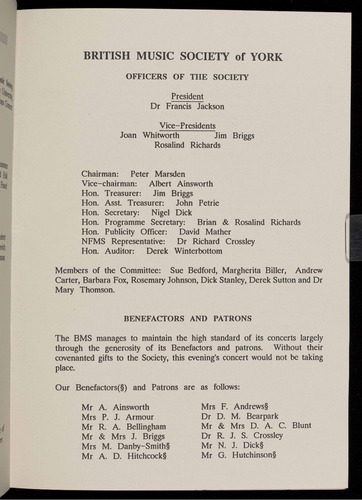 BRITISH MUSIC SOCIETY of YORK
OFFICERS OF THE SOCIETY
President
Dr Francis Jackson
Vice-Presidents
Joan Whitworth Jim Briggs
Rosalind Richards
Chairman: Peter Marsden
Vice-chairman: Albert Ainsworth
Hon. Treasurer: Jim Briggs
Hon. Asst. Treasurer: John Petrie
Hon. Secretary: Nigel Dick
Hon. Programme Secretary: Brian & Rosalind Richards
Hon. Publicity Officer: David Mather
NFMS Representative: Dr Richard Crossley
Hon. Auditor: Derek Winterbottom
Members of the Committee: Sue Bedford, Margherita Biller, Andrew
Carter, Barbara Fox, Rosemary Johnson, Dick Stanley, Derek Sutton and Dr
Mary Thomson.
BENEFACTORS AND PATRONS
The BMS manages to maintain the high standard of its concerts largely
through the generosity of its Benefactors and patrons. Without their
covenanted gifts to the Society, this evening's concert would not be taking
place.
Our Benefactors(§) and Patrons are as follows:
Mr A. Ainsworth
Mrs P. J. Armour
Mr R. A. Bellingham
Mr & Mrs J. Briggs
Mrs M. Danby-Smith§
Mr A. D. Hitchcock§
Mrs F. Andrews§
Dr D. M. Bearpark
Mr & Mrs D. A. C. Blunt
Dr R. J. S. Crossley
Mr N. J. Dick§
Mr G. Hutchinson§